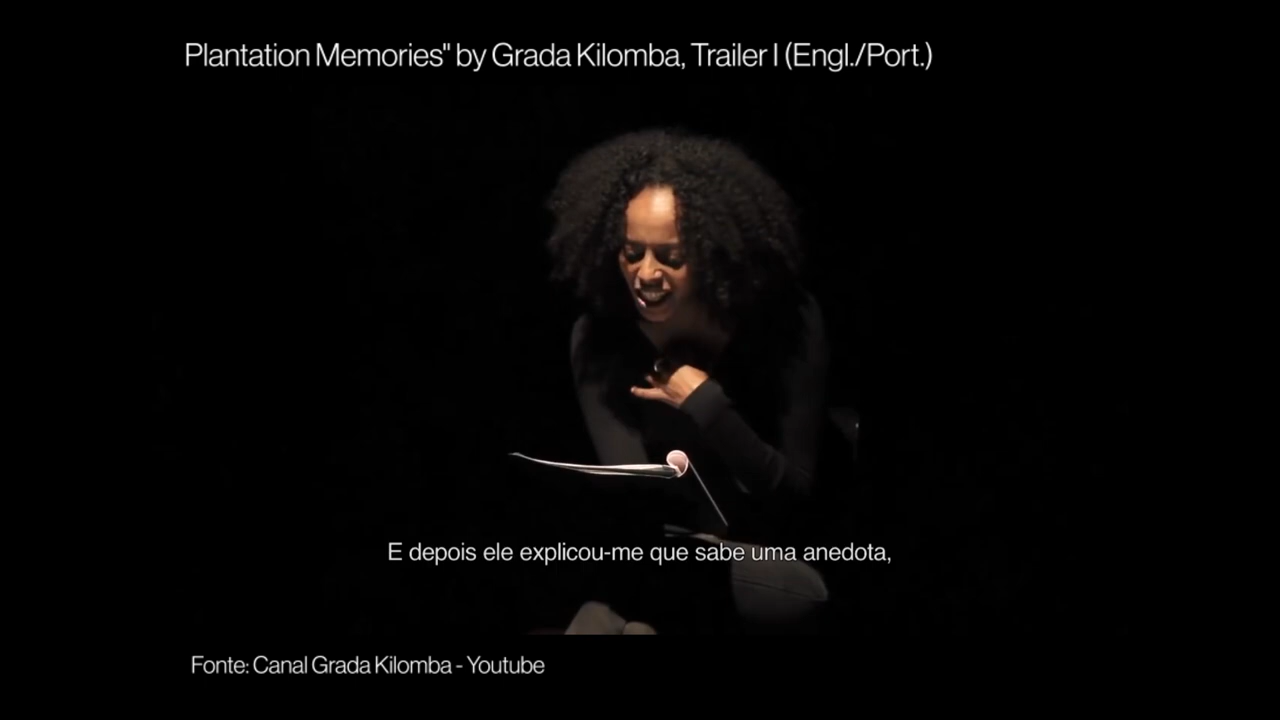 Plantation Memories" by Grada Kilomba, Trailer I (Engl./Port.)
E depois ele explicou-me que sabe uma anedota,
Fonte: Canal Grada Kilomba - Youtube